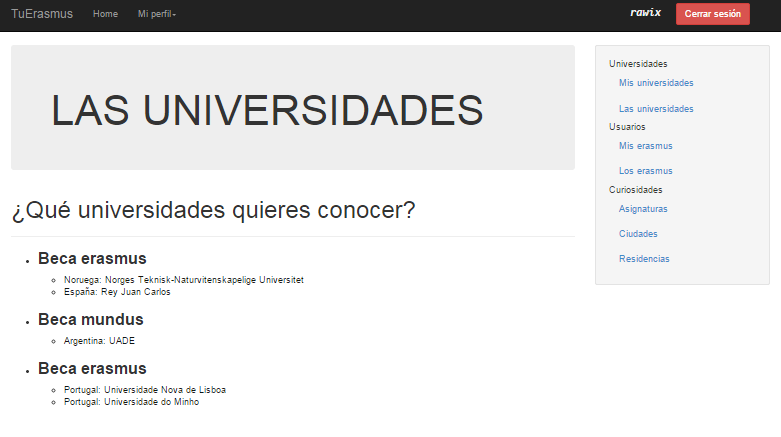 TuErasmus Home Mi perfil rawix Cerrar sesión
LAS UNIVERSIDADES
¿Qué universidades quieres conocer?
Beca erasmus
Noruega: Norges Teknisk-Naturvitenskapelige Universitet
España: Rey Juan Carlos
Beca mundus
Argentina: UADE
Beca erasmus
Portugal: Universidade Nova de Lisboa
Portugal: Universidade do Minho
Universidades
Mis universidades
Las universidades
Usuarios
Mis erasmus
Los erasmus
Curiosidades
Asignaturas
Ciudades
Residencias